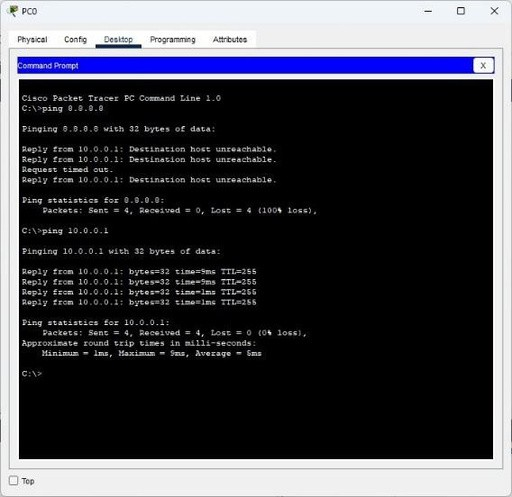 PC0
Physical Config Desktop Programming Attributes
Command Prompt
X
Cisco Packet Tracer PC Command Line 1.0
C:\>ping 8.8.8.8
Pinging 8.8.8.8 with 32 bytes of data:
Reply from 10.0.0.1: Destination host unreachable.
Reply from 10.0.0.1: Destination host unreachable.
Request timed out.
Reply from 10.0.0.1: Destination host unreachable.
Ping statistics for 8.8.8.8:
Packets: Sent = 4, Received = 0, Lost = 4 (100% loss),
C:\>ping 10.0.0.1
Pinging 10.0.0.1 with 32 bytes of data:
Reply from 10.0.0.1: bytes=32 time=9ms TTL=255
Reply from 10.0.0.1: bytes=32 time=9ms TTL=255
Reply from 10.0.0.1: bytes=32 time=1ms TTL=255
Reply from 10.0.0.1: bytes=32 time=1ms TTL=255
Ping statistics for 10.0.0.1:
Packets: Sent = 4, Received = 4, Lost = 0 (0% loss),
Approximate round trip times in milli-seconds:
Minimum = 1ms, Maximum = 9ms, Average = 5ms
C:\>
Top